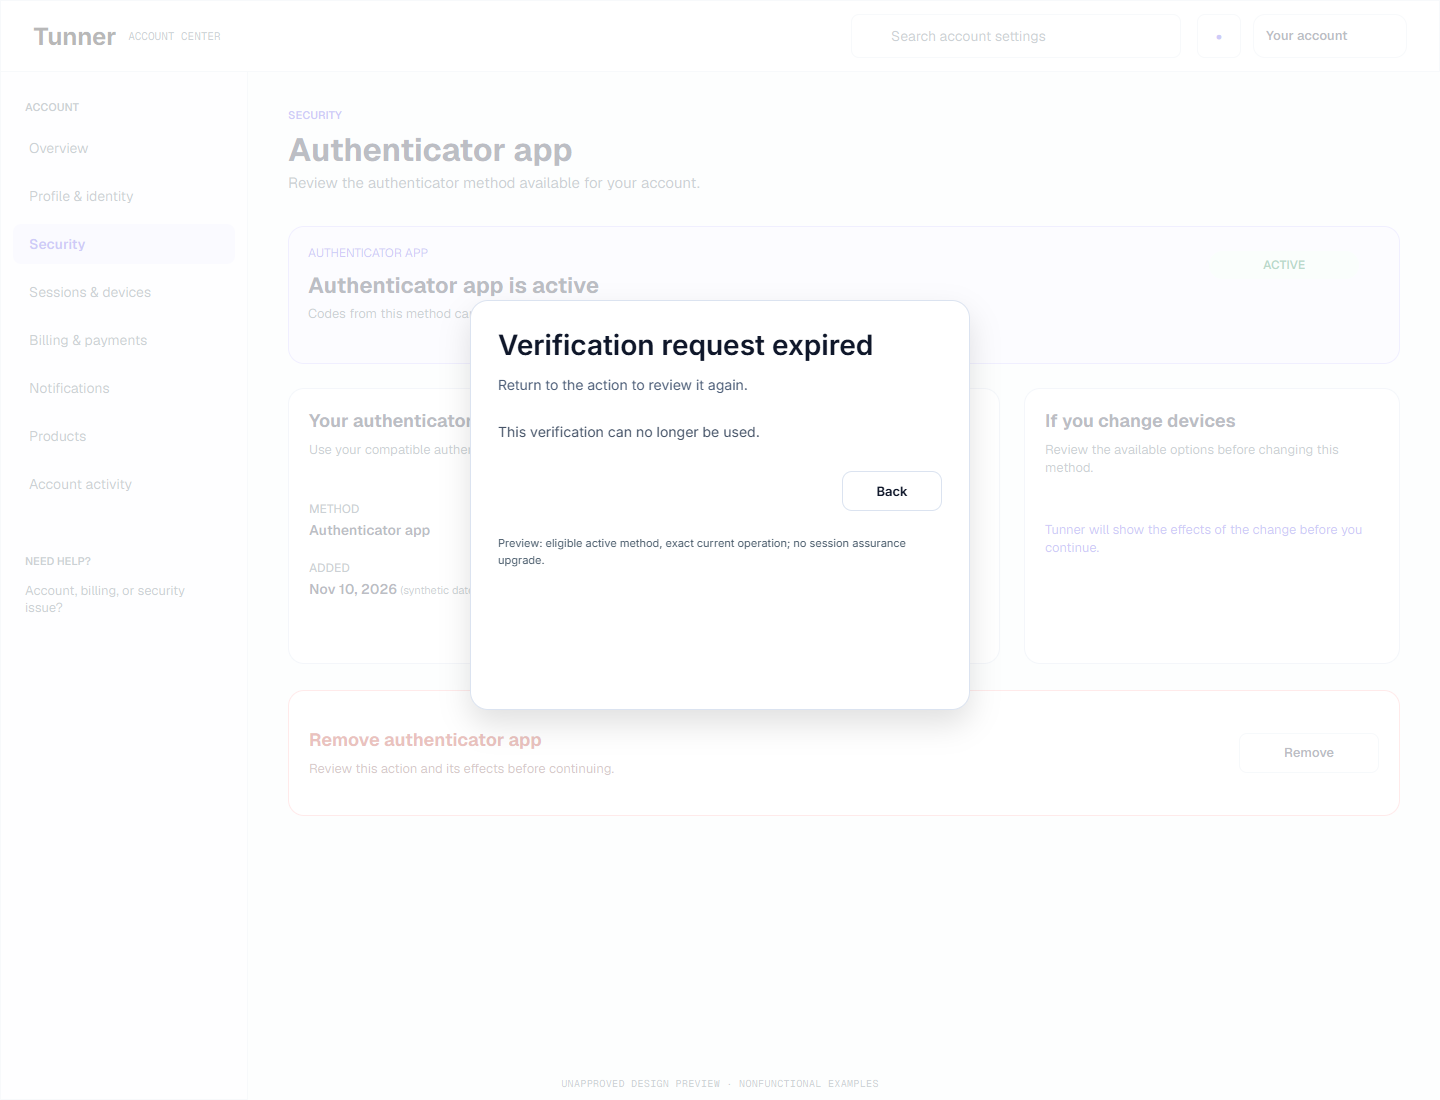 Tunner ACCOUNT CENTER
Search account settings
Your account
ACCOUNT
Overview
Profile & identity
Security
Sessions & devices
Billing & payments
Notifications
Products
Account activity
NEED HELP?
Account, billing, or security
issue?
SECURITY
Authenticator app
Review the authenticator method available for your account.
AUTHENTICATOR APP
Authenticator app is active
Codes from this method
ACTIVE
Verification request expired
Return to the action to review it again.
This verification can no longer be used.
Back
Preview: eligible active method, exact current operation; no session assurance
upgrade.
Your authenticator
Use your compatible
METHOD
Authenticator app
ADDED
Nov 10, 2026 (synthetic
If you change devices
Review the available options before changing this
method.
Tunner will show the effects of the change before you
continue.
Remove authenticator app
Review this action and its effects before continuing.
Remove
UNAPPROVED DESIGN PREVIEW - NONFUNCTIONAL EXAMPLES